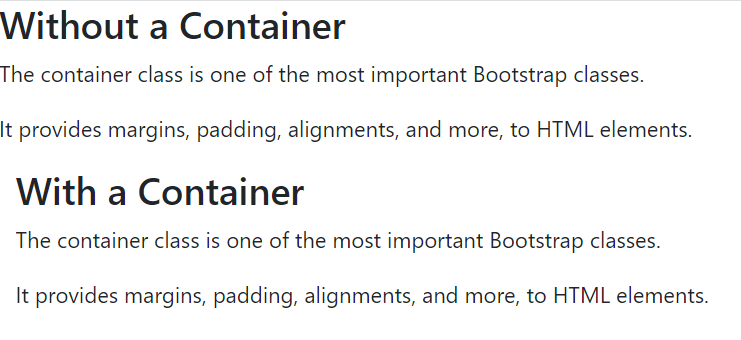 Without a Container
The container class is one of the most important Bootstrap classes.
It provides margins, padding, alignments, and more, to HTML elements.
With a Container
The container class is one of the most important Bootstrap classes.
It provides margins, padding, alignments, and more, to HTML elements.